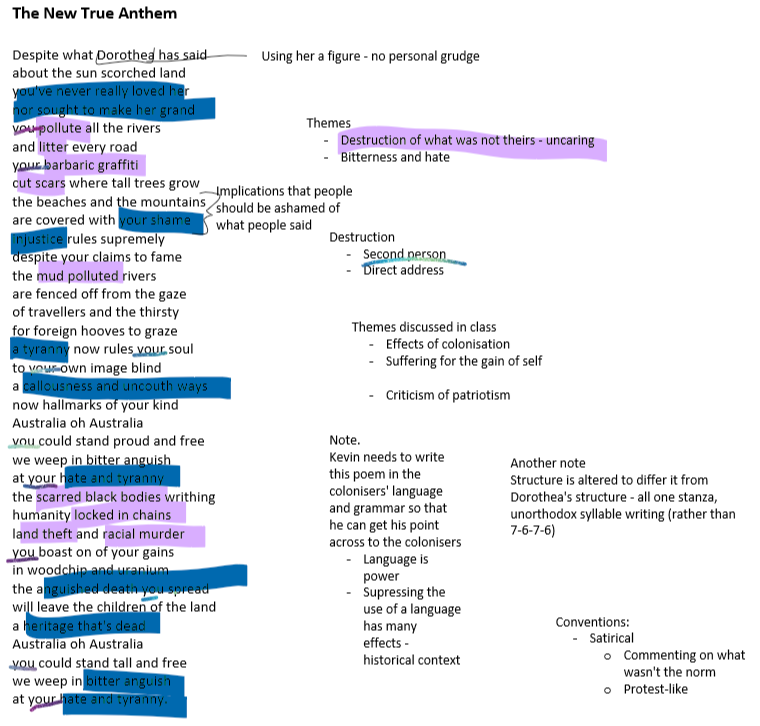 The New True Anthem
Despite what Dorothea has said
about the sun scorched land
you've never really loved her
nor sought to make her grand
you pollute all the rivers
and litter every road
your barbaric graffiti
cut scars where tall trees grow
the beaches and the mountains
are covered with your shame
injustice rules supremely
despite your claims to fame
the mud polluted rivers
are fenced off from the gaze
of travellers and the thirsty
for foreign hooves to graze
a tyranny now rules your soul
to your own image blind
a callousness and uncouth ways
now hallmarks of your kind
Australia oh Australia
you could stand proud and free
we weep in bitter anguish
at your hate and tyranny
the scarred black bodies writhing
humanity locked in chains
land theft and racial murder
you boast on of your gains
in woodchip and uranium
the anguished death you spread
will leave the children of the land
a heritage that's dead
Australia oh Australia
you could stand tall and free
we weep in bitter anguish
at your hate and tyranny.
Using her a figure - no personal grudge
Themes
- Destruction of what was not theirs - uncaring
- Bitterness and hate
Implications that people
should be ashamed of
what people said
Destruction
- Second person
- Direct address
Themes discussed in class
- Effects of colonisation
- Suffering for the gain of self
- Criticism of patriotism
Note.
Kevin needs to write
this poem in the
colonisers' language
and grammar so that
he can get his point
across to the colonisers
- Language is
power
- Supressing the
use of a language
has many
effects -
historical context
Another note
Structure is altered to differ it from
Dorothea's structure - all one stanza,
unorthodox syllable writing (rather than
7-6-7-6)
Conventions:
- Satirical
o Commenting on what
wasn't the norm
o Protest-like